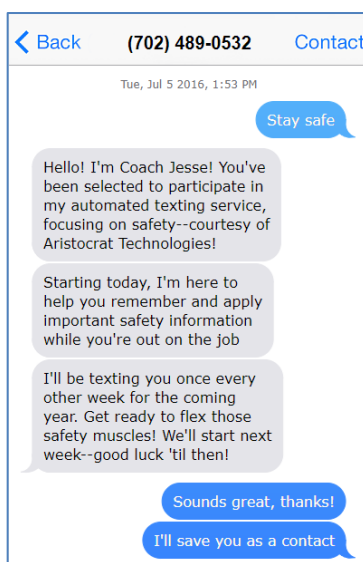 Back (702) 489-0532 Contact
Tue, Jul 5 2016, 1:53 PM
Stay safe
Hello! I'm Coach Jesse! You've
been selected to participate in
my automated texting service,
focusing on safety--courtesy of
Aristocrat Technologies!
Starting today, I'm here to
help you remember and apply
important safety information
while you're out on the job
I'll be texting you once every
other week for the coming
year. Get ready to flex those
safety muscles! We'll start next
week--good luck 'til then!
Sounds great, thanks!
I'll save you as a contact